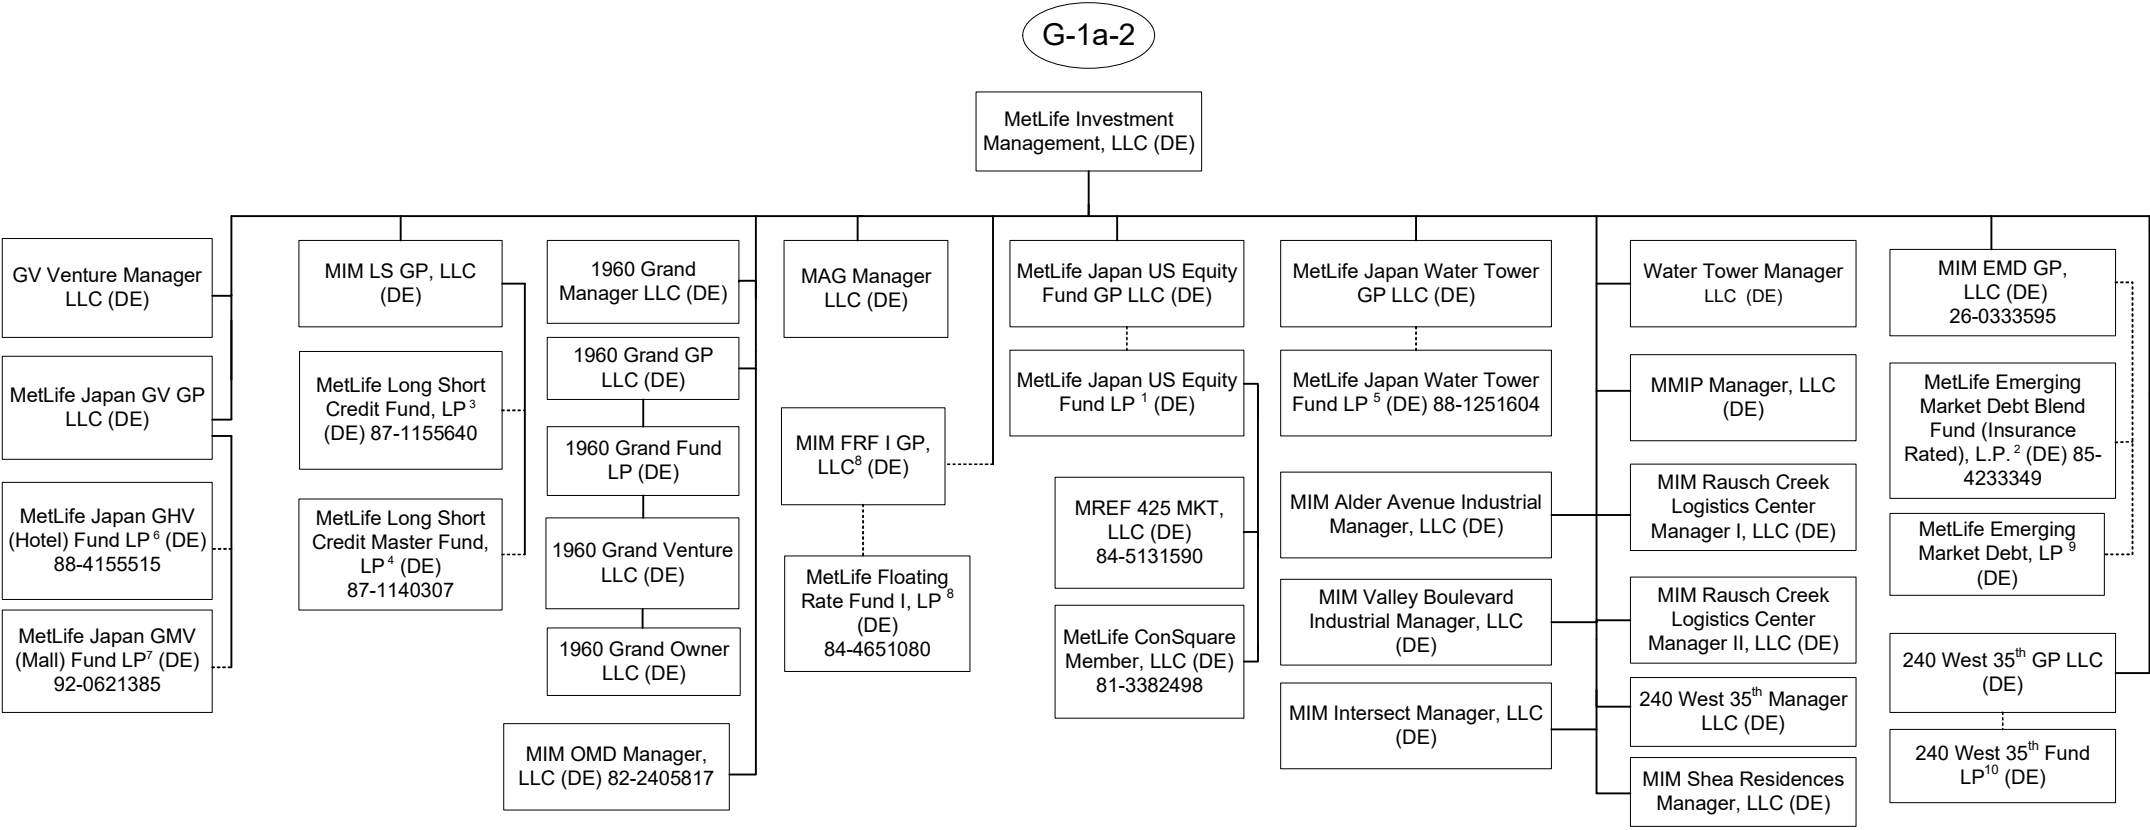 G-1a-2
MetLife Investment
Management, LLC (DE)
GV Venture Manager
LLC (DE)
MetLife Japan GV GP
LLC (DE)
MetLife Japan GHV
(Hotel) Fund LP 6 (DE)
88-4155515
MetLife Japan GMV
(Mall) Fund LP7 (DE)
92-0621385
MIM LS GP, LLC
(DE)
MetLife Long Short
Credit Fund, LP 3
(DE) 87-1155640
MetLife Long Short
Credit Master Fund,
LP 4 (DE)
87-1140307
1960 Grand
Manager LLC (DE)
1960 Grand GP
LLC (DE)
1960 Grand Fund
LP (DE)
1960 Grand Venture
LLC (DE)
1960 Grand Owner
LLC (DE)
MIM OMD Manager,
LLC (DE) 82-2405817
MAG Manager
LLC (DE)
MIM FRF I GP,
LLC8 (DE)
MetLife Floating
Rate Fund I, LP 8
(DE)
84-4651080
MetLife Japan US Equity
Fund GP LLC (DE)
MetLife Japan US Equity
Fund LP 1 (DE)
MREF 425 MKT,
LLC (DE)
84-5131590
MetLife ConSquare
Member, LLC (DE)
81-3382498
MetLife Japan Water Tower
GP LLC (DE)
MetLife Japan Water Tower
Fund LP 5 (DE) 88-1251604
MIM Alder Avenue Industrial
Manager, LLC (DE)
MIM Valley Boulevard
Industrial Manager, LLC
(DE)
MIM Intersect Manager, LLC
(DE)
Water Tower Manager
LLC (DE)
MMIP Manager, LLC
(DE)
MIM Rausch Creek
Logistics Center
Manager I, LLC (DE)
MIM Rausch Creek
Logistics Center
Manager II, LLC (DE)
240 West 35th Manager
LLC (DE)
MIM Shea Residences
Manager, LLC (DE)
MIM EMD GP,
LLC (DE)
26-0333595
MetLife Emerging
Market Debt Blend
Fund (Insurance
Rated), L.P. 2 (DE) 85-
4233349
MetLife Emerging
Market Debt, LP 9
(DE)
240 West 35th GP LLC
(DE)
240 West 35th Fund
LP10 (DE)